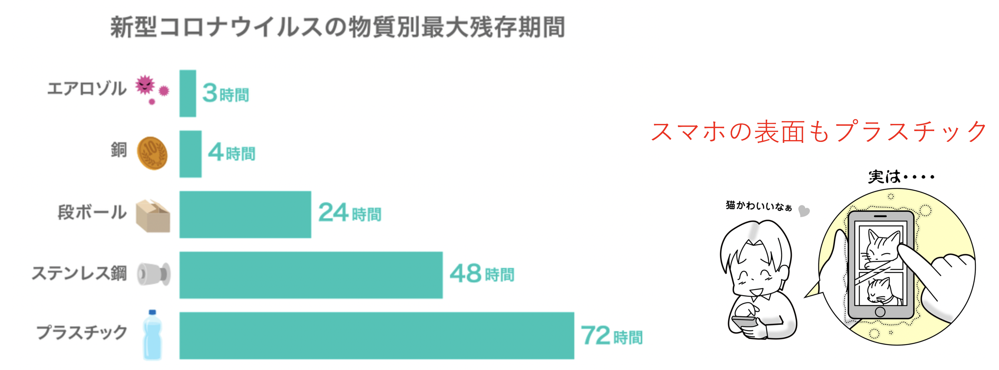 新型コロナウイルスの物質別最大残存期間
エアロゾル
3時間
銅
10
4時間
段ボール
24時間
ステンレス鋼
48時間
プラスチック
72時間
スマホの表面もプラスチック
実は・・・・
猫かわいいなぁ